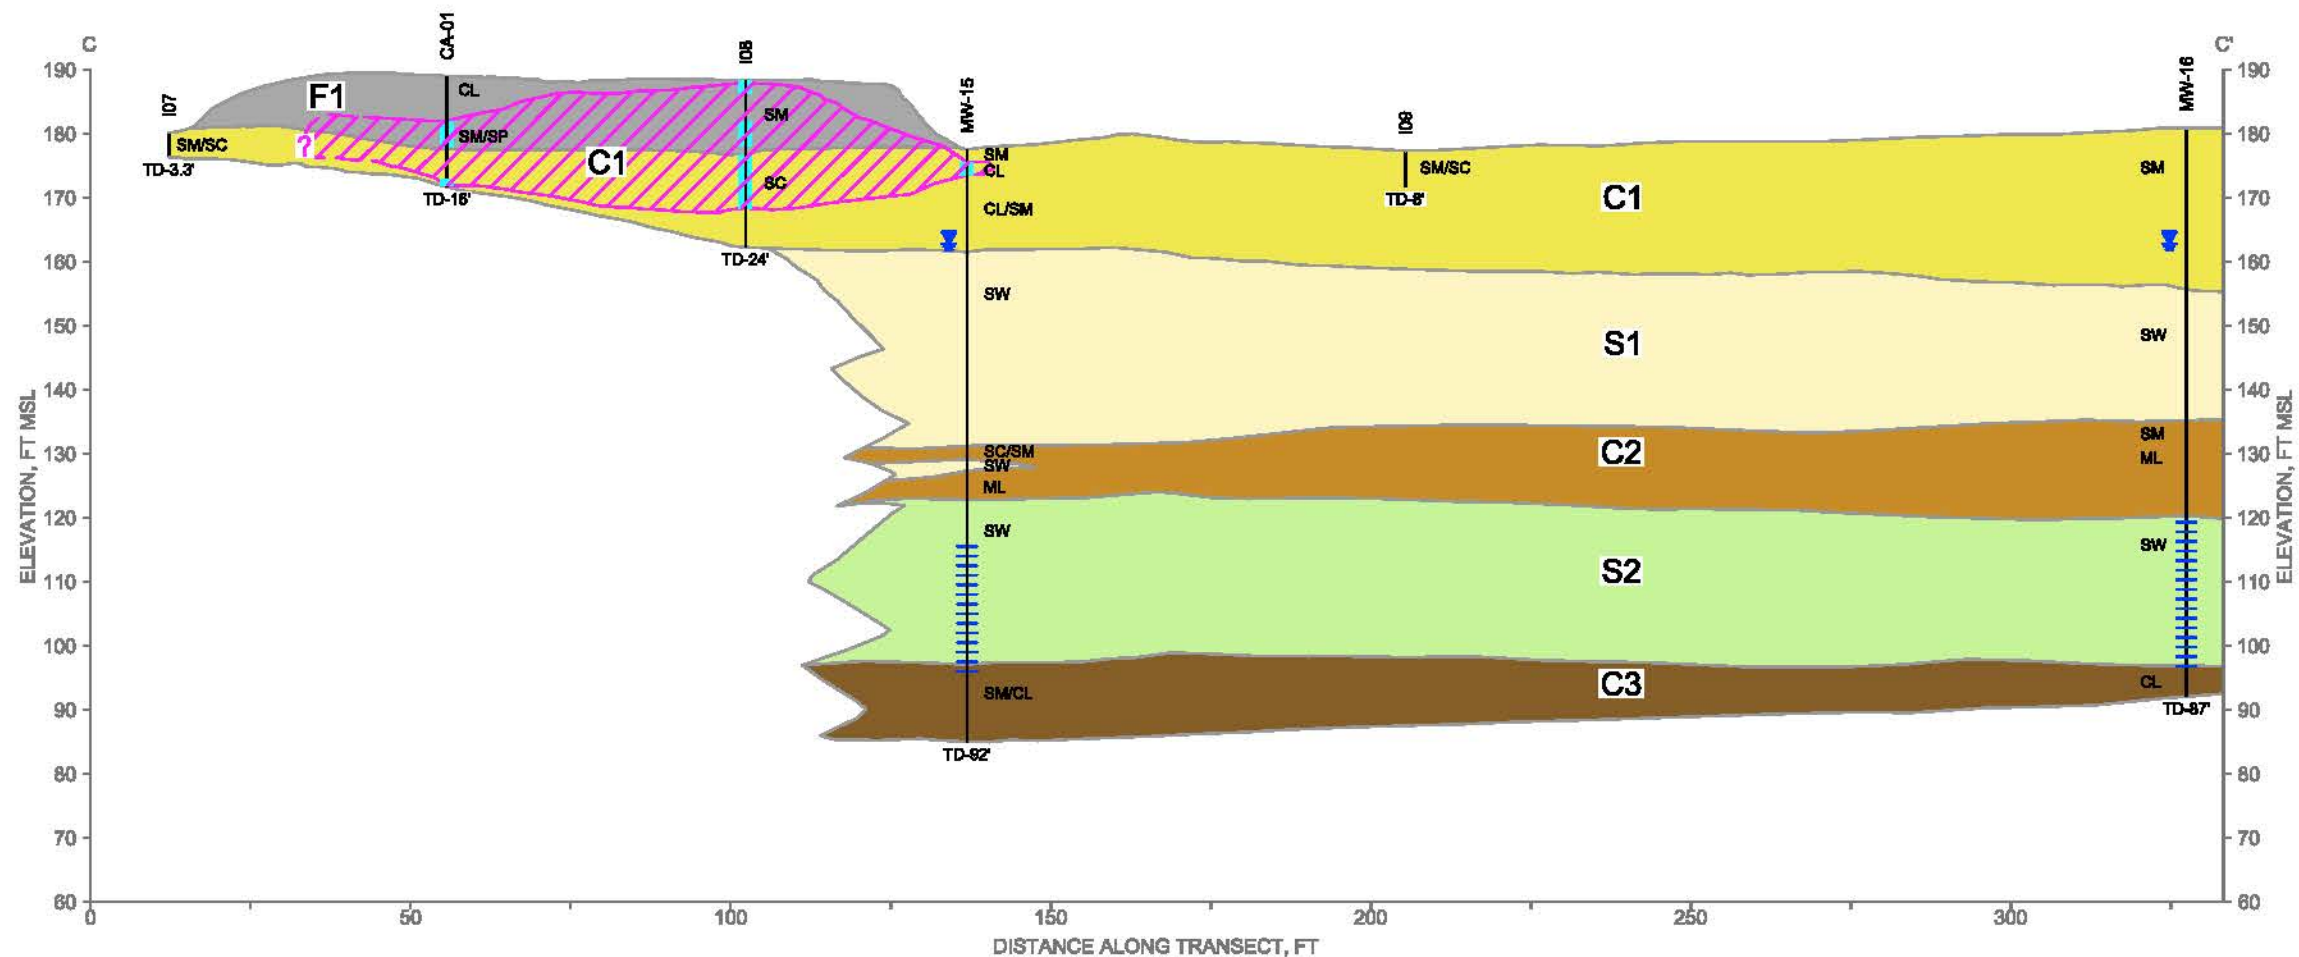 C
C'
CA-01
I08
I07
MW-15
I09
MW-16
190
180
170
160
150
140
130
120
110
100
90
80
70
60
ELEVATION, FT MSL
F1
CL
SM/SP
SM
SC
C1
?
SM/SC
TD-3.3'
TD-16'
TD-24'
SM
CL
CL/SM
SW
SC/SM
SW
ML
SW
SM/CL
TD-92'
SM/SC
TD-8'
C1
S1
C2
S2
C3
SM
SW
SM
ML
SW
CL
TD-87'
190
180
170
160
150
140
130
120
110
100
90
80
70
60
ELEVATION, FT MSL
0
50
100
150
200
250
300
DISTANCE ALONG TRANSECT, FT